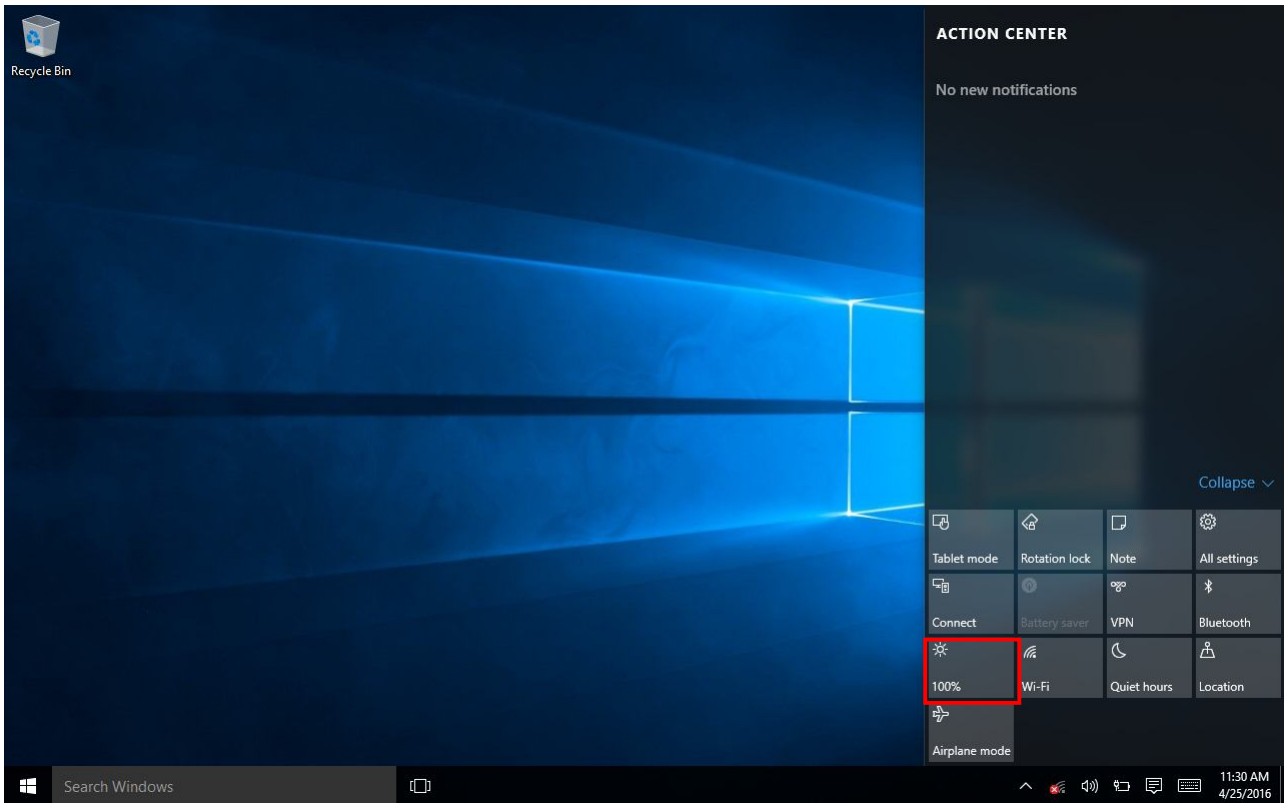 Recycle Bin
ACTION CENTER
No new notifications
Collapse
Tablet mode
Rotation lock
Note
All settings
Connect
Battery saver
VPN
Bluetooth
100%
Wi-Fi
Quiet hours
Location
Airplane mode
Search Windows
11:30 AM
4/25/2016